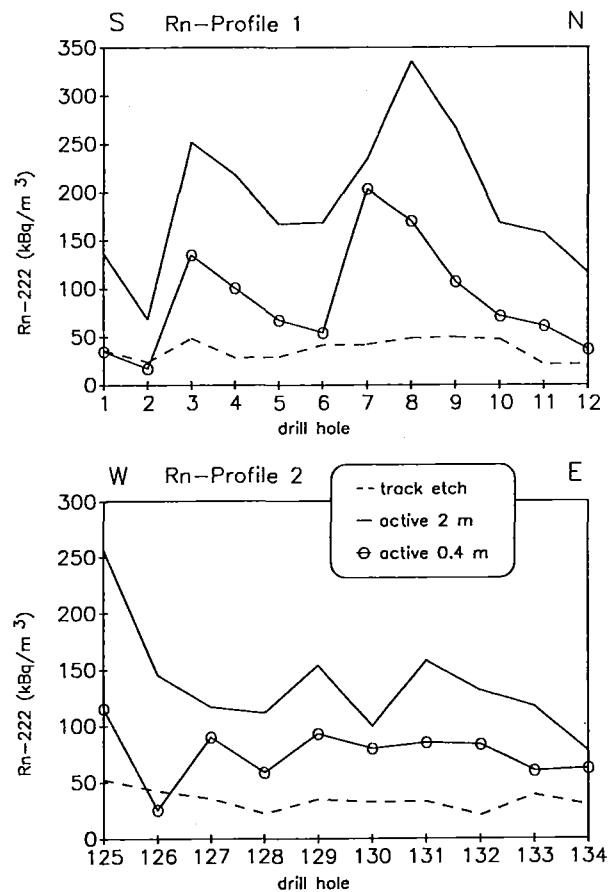 S Rn-Profile 1 N
350
300
250
200
150
100
50
0
Rn-222 (kBq/m³)
1 2 3 4 5 6 7 8 9 10 11 12
drill hole
W Rn-Profile 2 E
300
250
200
150
100
50
0
Rn-222 (kBq/m³)
track etch
active 2 m
active 0.4 m
125 126 127 128 129 130 131 132 133 134
drill hole